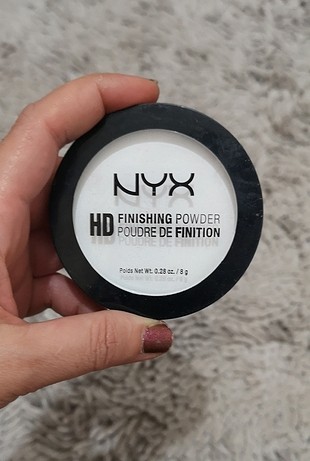 NYX
HD FINISHING POWDER
POUDRE DE FINITION
Poids Net Wt. 0.28 oz. / 8 g